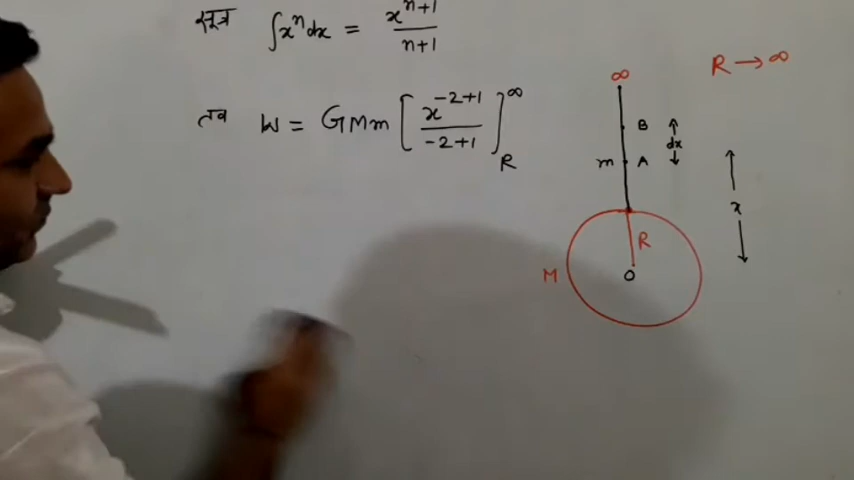 सूत्र ∫xⁿdx = xⁿ⁺¹/n+1
तब W = GMm [x⁻²⁺¹/-2+1]ᴿ^∞
R → ∞
∞
B
dx
m A
x
R
M
O